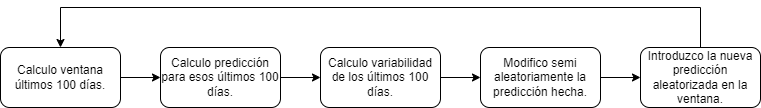 Calculo ventana
últimos 100 días.
Calculo predicción
para esos últimos 100
días.
Calculo variabilidad
de los últimos 100
días.
Modifico semi
aleatoriamente la
predicción hecha.
Introduzco la nueva
predicción
aleatorizada en la
ventana.